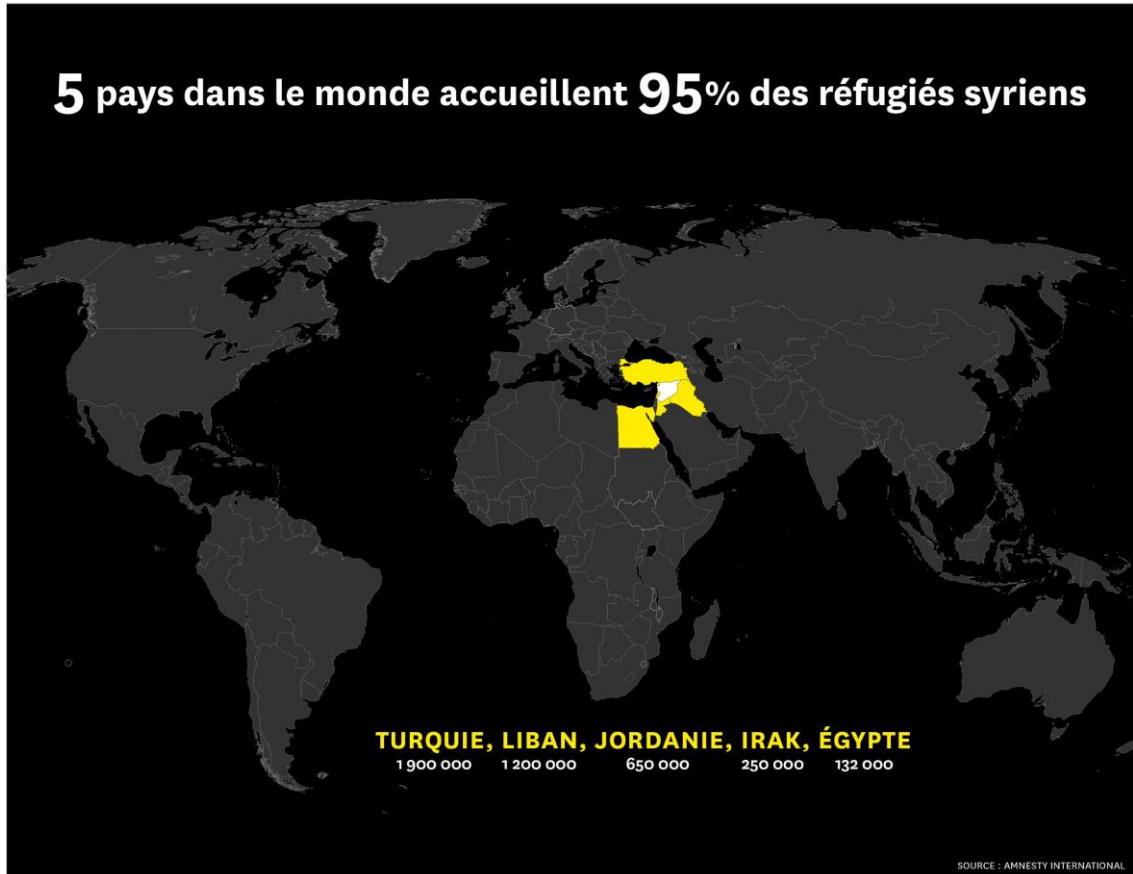 5 pays dans le monde accueillent 95% des réfugiés syriens
TURQUIE, LIBAN, JORDANIE, IRAK, ÉGYPTE
1 900 000 1 200 000 650 000 250 000 132 000
SOURCE : AMNESTY INTERNATIONAL